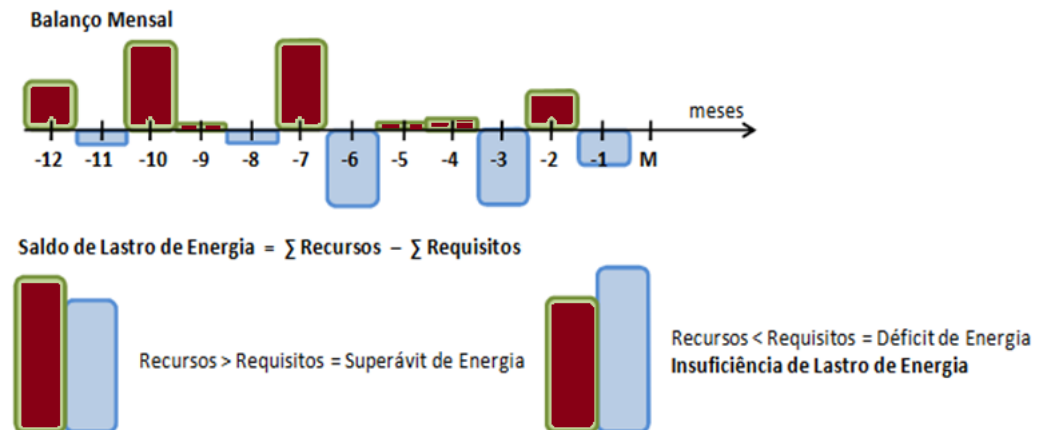 Balanço Mensal
meses
-12 -11 -10 -9 -8 -7 -6 -5 -4 -3 -2 -1 M
Saldo de Lastro de Energia = ∑ Recursos – ∑ Requisitos
Recursos > Requisitos = Superávit de Energia
Recursos < Requisitos = Déficit de Energia
Insuficiência de Lastro de Energia